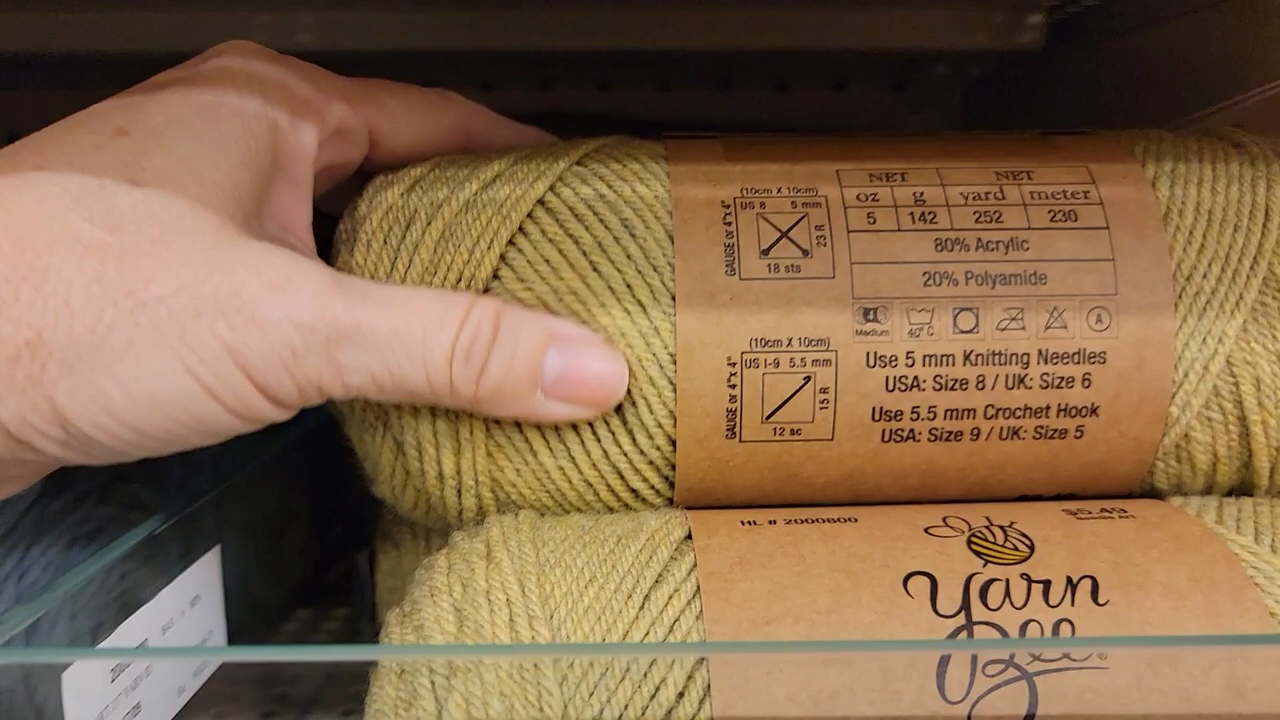 NET NET
oz g yard meter
5 142 252 230
80% Acrylic
20% Polyamide
(10cm X 10cm)
GAUGE or 4"x 4"
US 8 5 mm
23 R
18 sts
Medium 40° C A
Use 5 mm Knitting Needles
USA: Size 8 / UK: Size 6
(10cm X 10cm)
GAUGE or 4"x 4"
US I-9 5.5 mm
15 R
12 sc
Use 5.5 mm Crochet Hook
USA: Size 9 / UK: Size 5
HL # 2000800
$5.49
Needle Art
Yarn
Bee